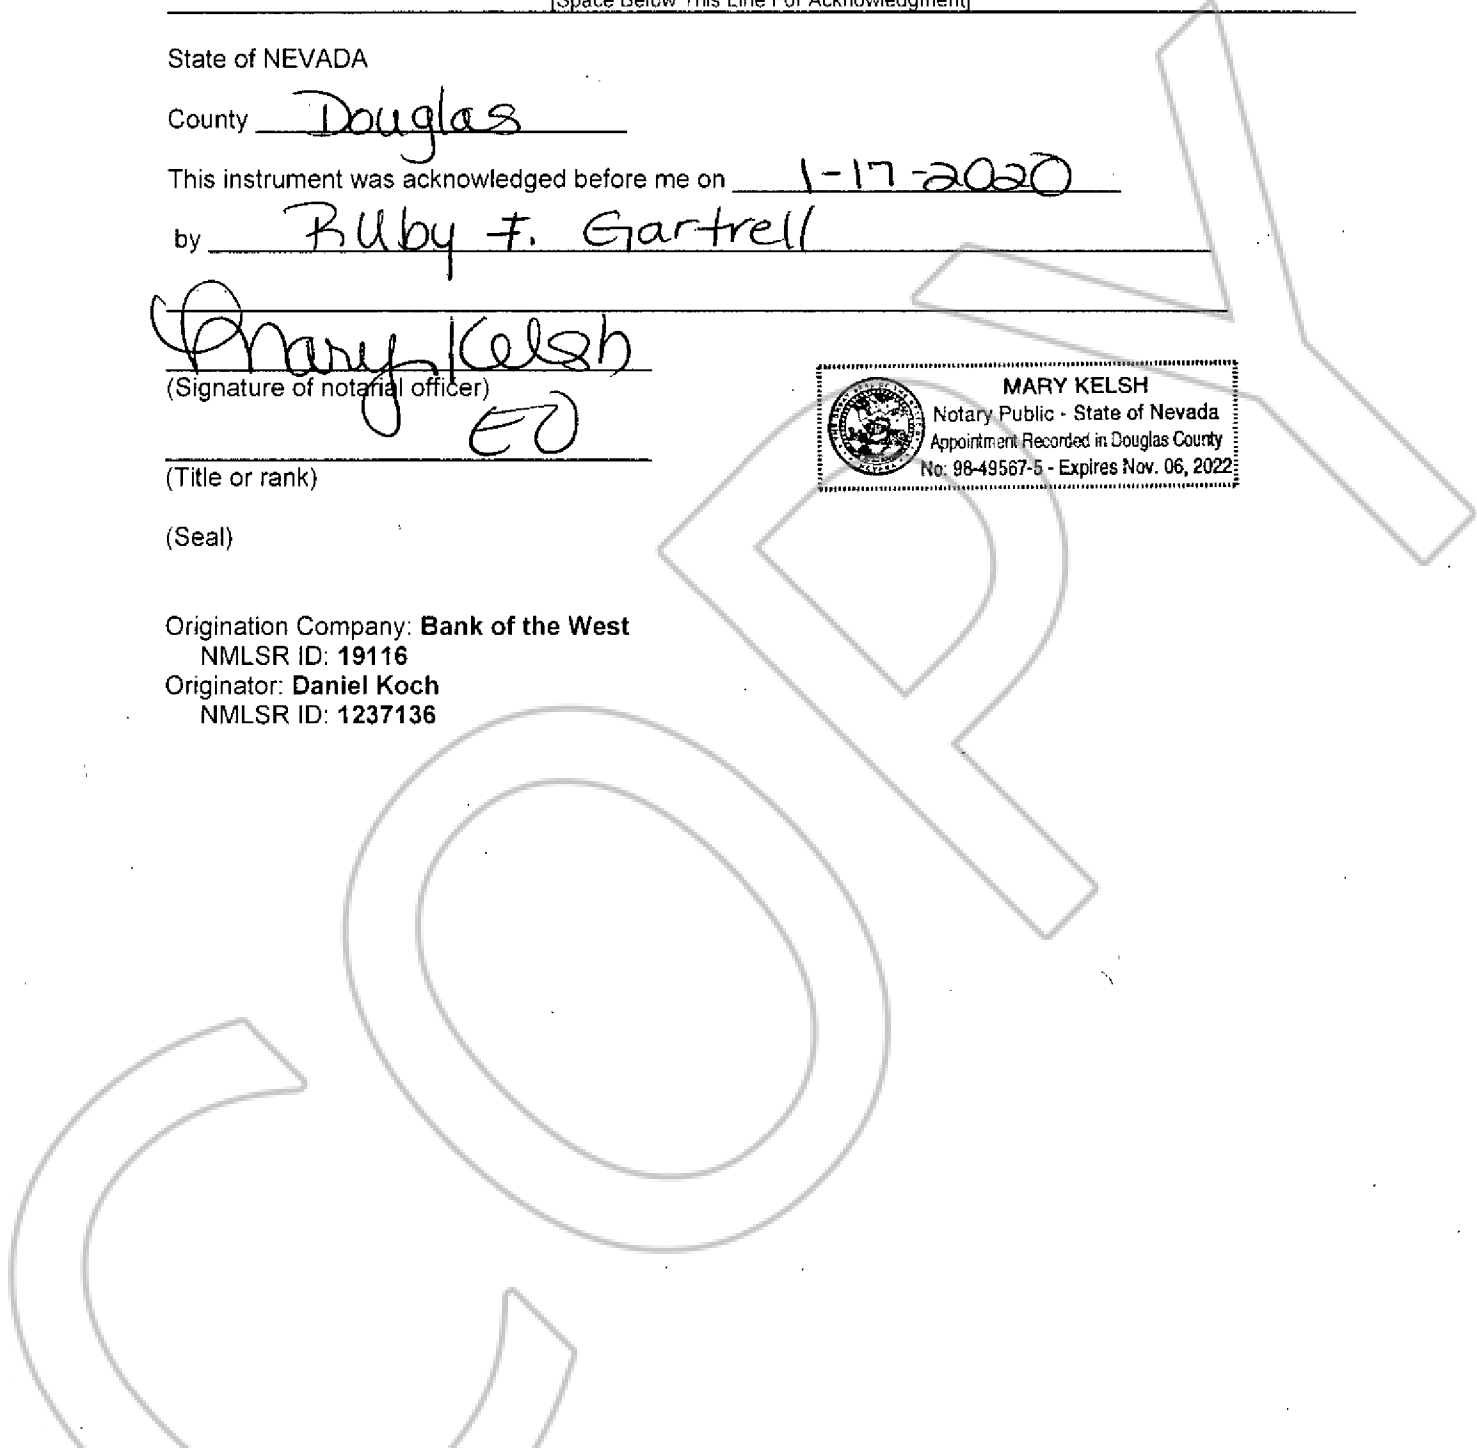 [Space Below This Line For Acknowledgment]
State of NEVADA
County Douglas
This instrument was acknowledged before me on 1-17-2020
by Ruby F. Gartrell
Mary Kelsh
(Signature of notarial officer)
EO
(Title or rank)
(Seal)
MARY KELSH
Notary Public - State of Nevada
Appointment Recorded in Douglas County
No: 98-49567-5 - Expires Nov. 06, 2022
Origination Company: Bank of the West
NMLSR ID: 19116
Originator: Daniel Koch
NMLSR ID: 1237136
COPY